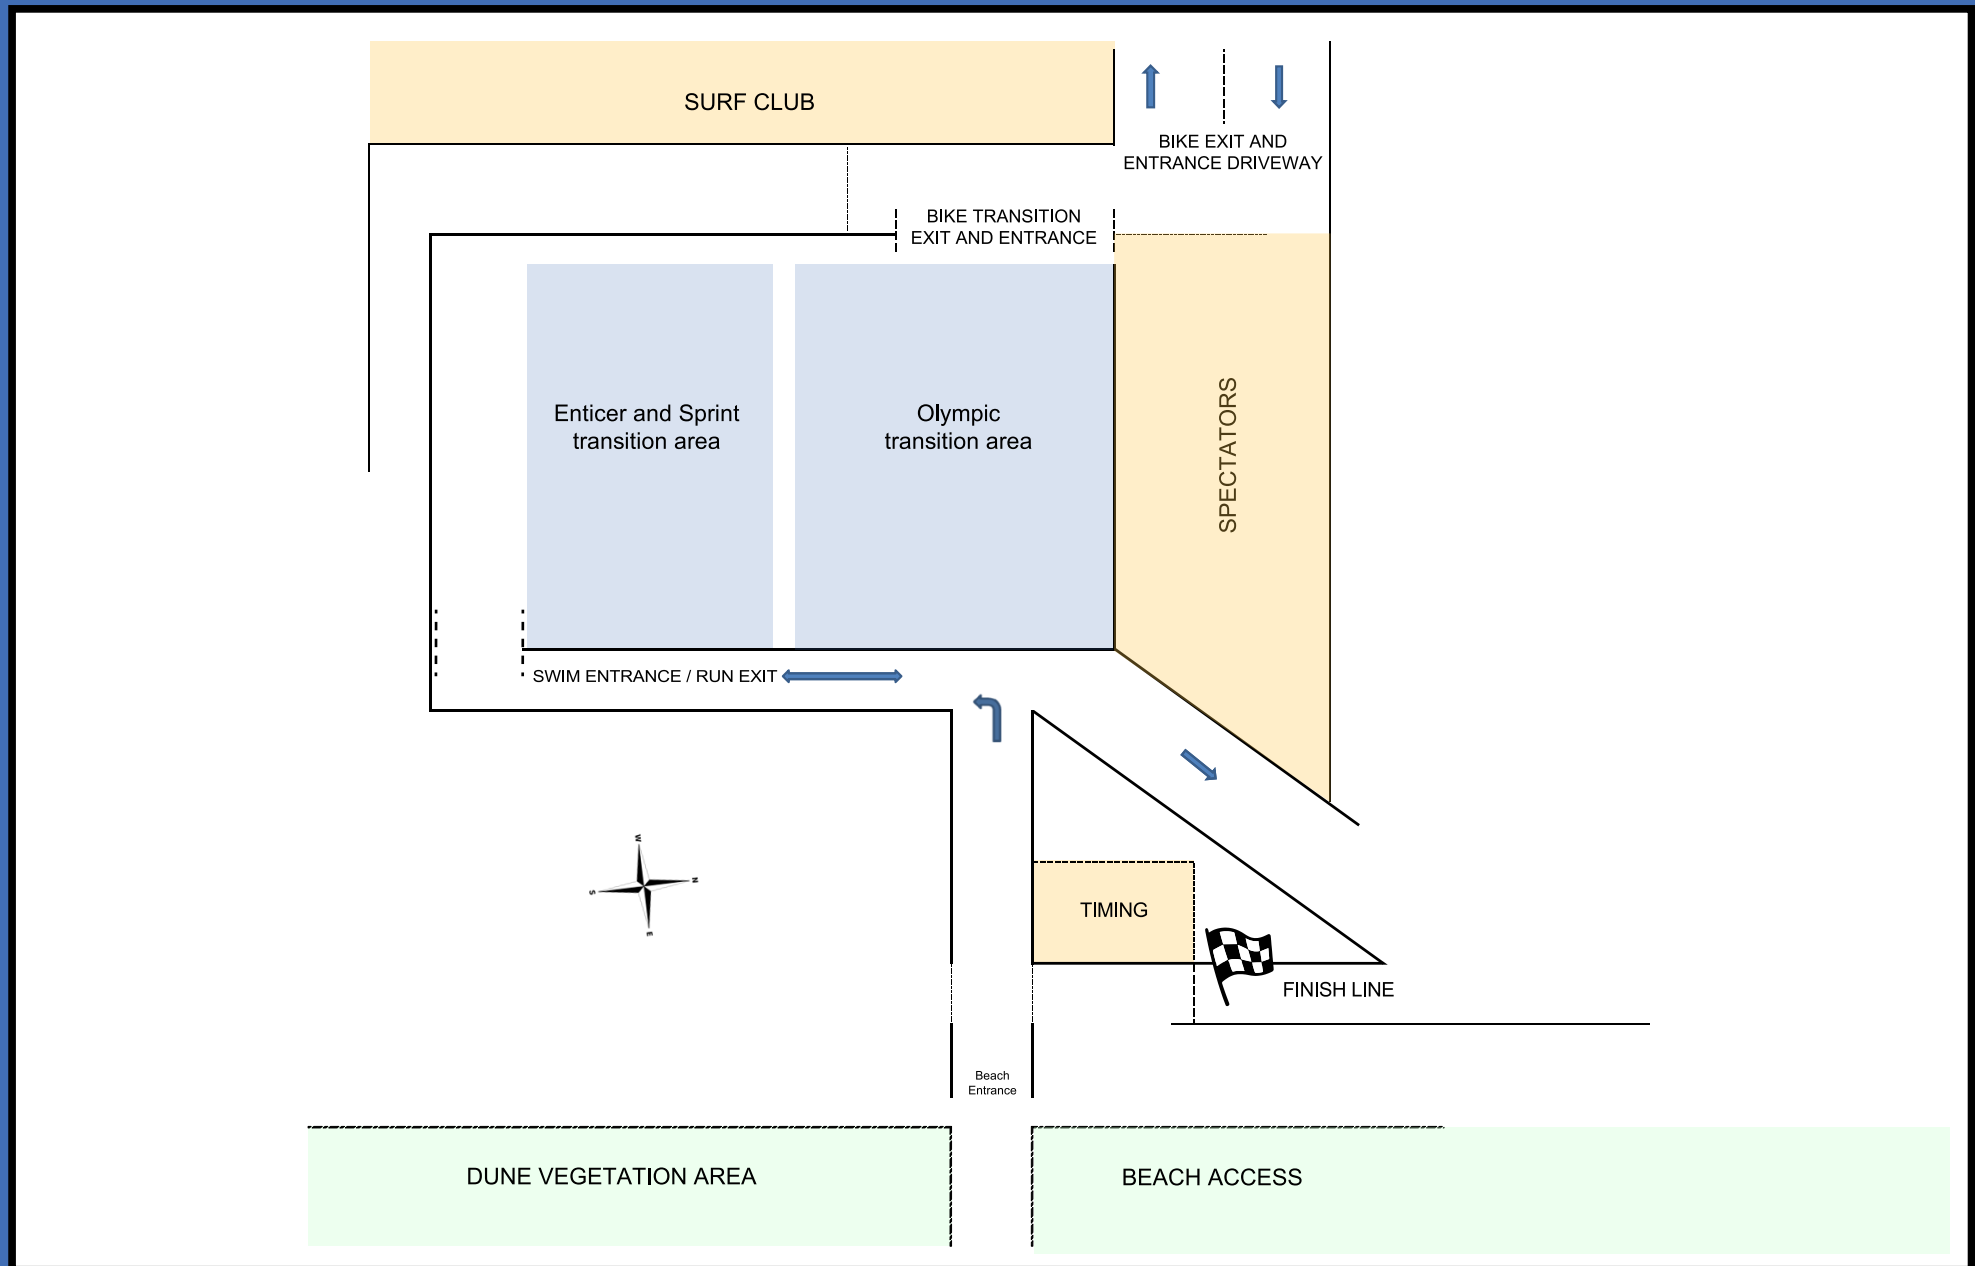 SURF CLUB
BIKE EXIT AND
ENTRANCE DRIVEWAY
BIKE TRANSITION
EXIT AND ENTRANCE
Enticer and Sprint
transition area
Olympic
transition area
SPECTATORS
SWIM ENTRANCE / RUN EXIT
W
N
S
E
TIMING
FINISH LINE
Beach
Entrance
DUNE VEGETATION AREA
BEACH ACCESS